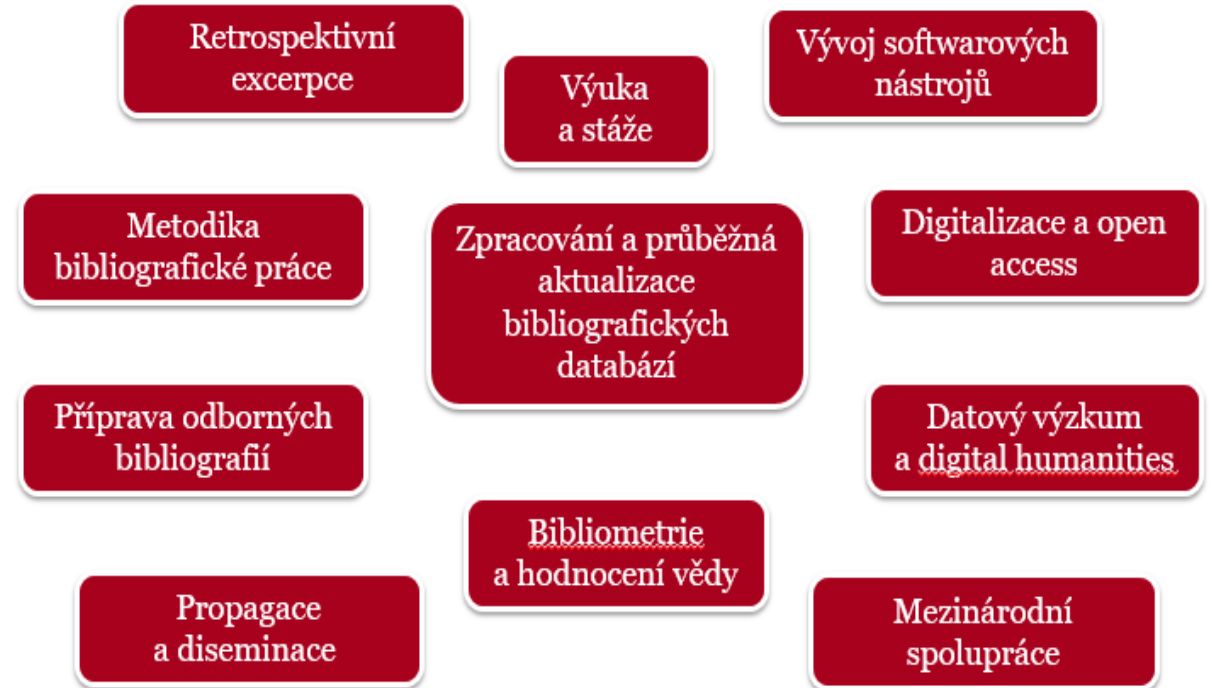 Retrospektivní
excerpce
Výuka
a stáže
Vývoj softwarových
nástrojů
Metodika
bibliografické práce
Zpracování a průběžná
aktualizace
bibliografických
databází
Digitalizace a open
access
Příprava odborných
bibliografií
Datový výzkum
a digital humanities
Bibliometrie
a hodnocení vědy
Propagace
a diseminace
Mezinárodní
spolupráce